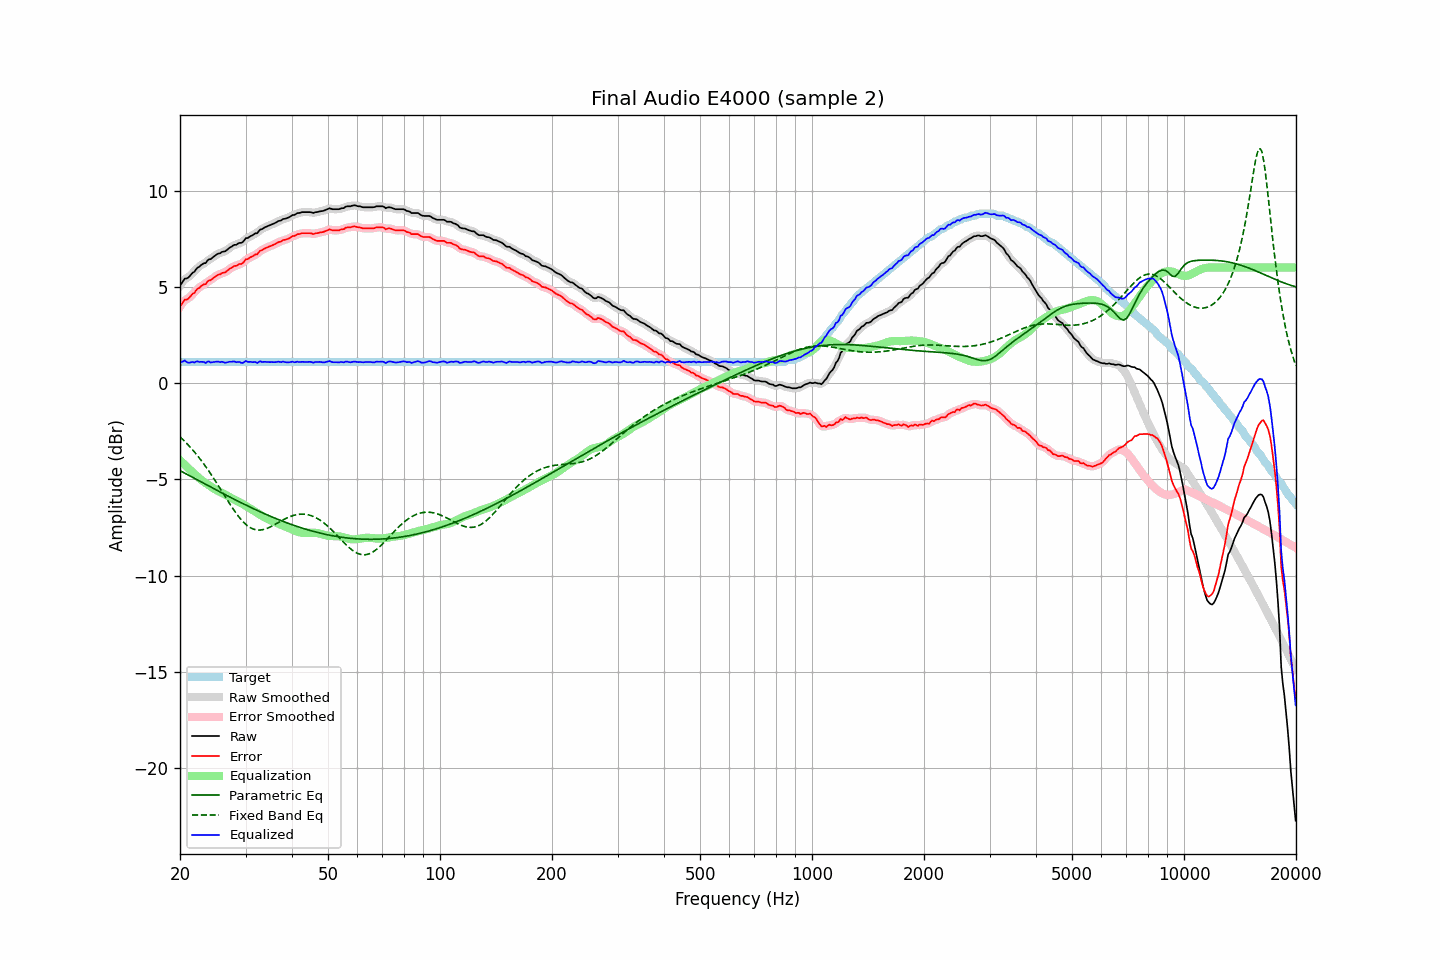 Final Audio E4000 (sample 2)
Amplitude (dBr)
10
5
0
−5
−10
−15
−20
Target
Raw Smoothed
Error Smoothed
Raw
Error
Equalization
Parametric Eq
Fixed Band Eq
Equalized
20 50 100 200 500 1000 2000 5000 10000 20000
Frequency (Hz)